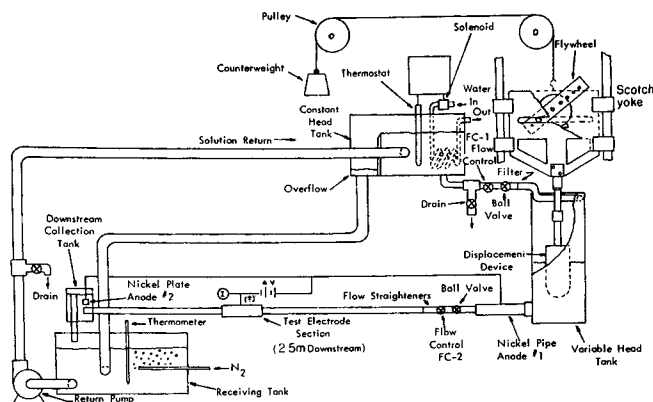 Pulley
Solenoid
Flywheel
Counterweight
Thermostat
Water
In
Out
Scotch
yoke
Constant
Head
Tank
Solution Return
FC-1
Flow
Control
Filter
Overflow
Drain
Ball
Valve
Downstream
Collection
Tank
Displacement
Device
Drain
Nickel Plate
Anode #2
I
(±)
V
Flow Straighteners
Ball Valve
Thermometer
Test Electrode
Section
(2.5m Downstream)
Flow
Control
FC-2
Nickel Pipe
Anode #1
Variable Head
Tank
N2
Receiving Tank
Return Pump